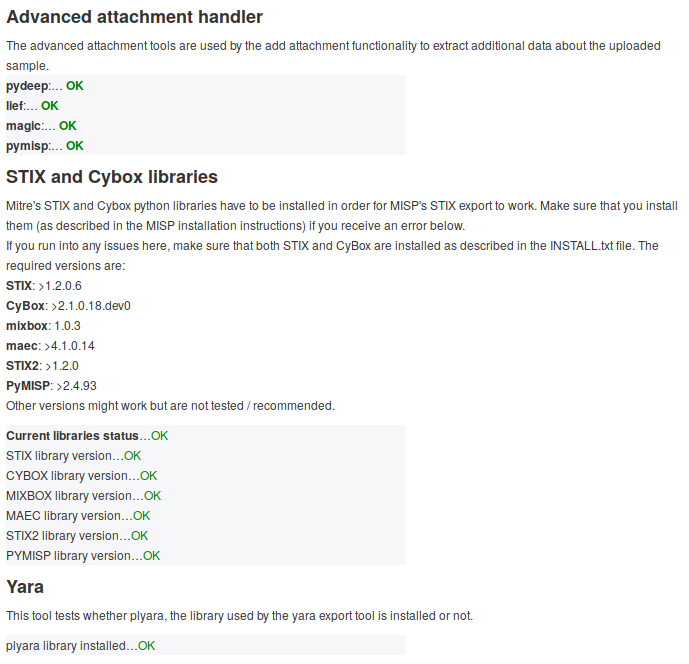 Advanced attachment handler
The advanced attachment tools are used by the add attachment functionality to extract additional data about the uploaded
sample.
pydeep:... OK
lief:... OK
magic:... OK
pymisp:... OK
STIX and Cybox libraries
Mitre's STIX and Cybox python libraries have to be installed in order for MISP's STIX export to work. Make sure that you install
them (as described in the MISP installation instructions) if you receive an error below.
If you run into any issues here, make sure that both STIX and CyBox are installed as described in the INSTALL.txt file. The
required versions are:
STIX: >1.2.0.6
CyBox: >2.1.0.18.dev0
mixbox: 1.0.3
maec: >4.1.0.14
STIX2: >1.2.0
PyMISP: >2.4.93
Other versions might work but are not tested / recommended.
Current libraries status...OK
STIX library version...OK
CYBOX library version...OK
MIXBOX library version...OK
MAEC library version...OK
STIX2 library version...OK
PYMISP library version...OK
Yara
This tool tests whether plyara, the library used by the yara export tool is installed or not.
plyara library installed...OK